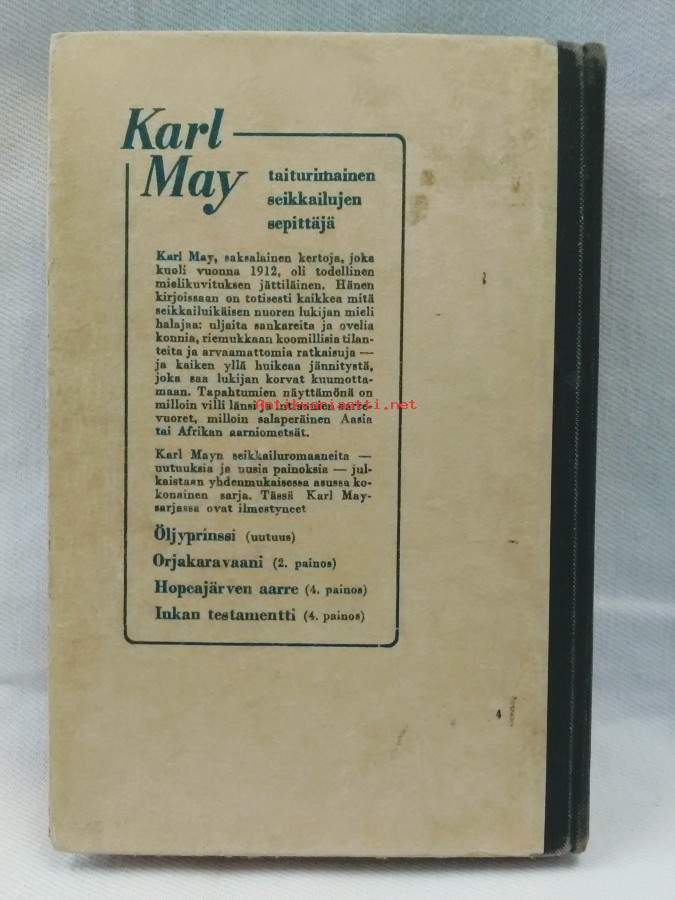 Karl
May
taiturimainen
seikkailujen
sepittäjä
Karl May, saksalainen kertoja, joka
kuoli vuonna 1912, oli todellinen
mielikuvituksen jättiläinen. Hänen
kirjoissaan on totisesti kaikkea mitä
seikkailuikäisen nuoren lukijan mieli
halajaa: uljaita sankareita ja ovelia
konnia, riemukkaan koomillisia tilan-
teita ja arvaamattomia ratkaisuja —
ja kaiken yllä huikeaa jännitystä,
joka saa lukijan korvat kuumotta-
maan. Tapahtumien näyttämönä on
milloin villi länsi ja
Antikvariaatti.net
vuoret, milloin salaperäinen Aasia
tai Afrikan aarniometsät.
Karl Mayn seikkailuromaaneita —
uutuuksia ja uusia painoksia — jul-
kaistaan yhdenmukaisessa asussa ko-
konainen sarja. Tässä Karl May-
sarjassa ovat ilmestyneet
Öljyprinssi (uutuus)
Orjakaravaani (2. painos)
Hopeajärven aarre (4. painos)
Inkan testamentti (4. painos)
4